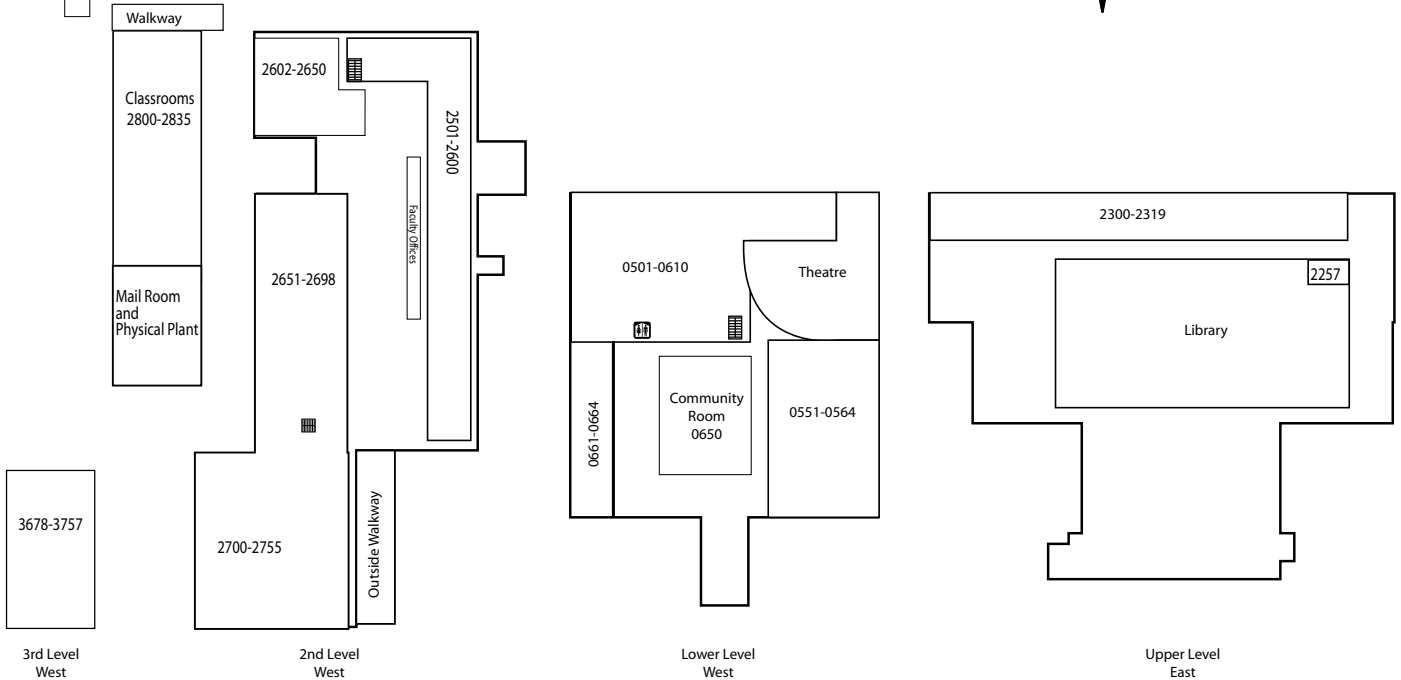 Walkway
Classrooms
2800-2835
Mail Room
and
Physical Plant
3678-3757
3rd Level
West
2602-2650
2501-2600
Faculty Offices
2651-2698
2700-2755
Outside Walkway
2nd Level
West
0501-0610
Theatre
0661-0664
Community
Room
0650
0551-0564
Lower Level
West
2300-2319
2257
Library
Upper Level
East